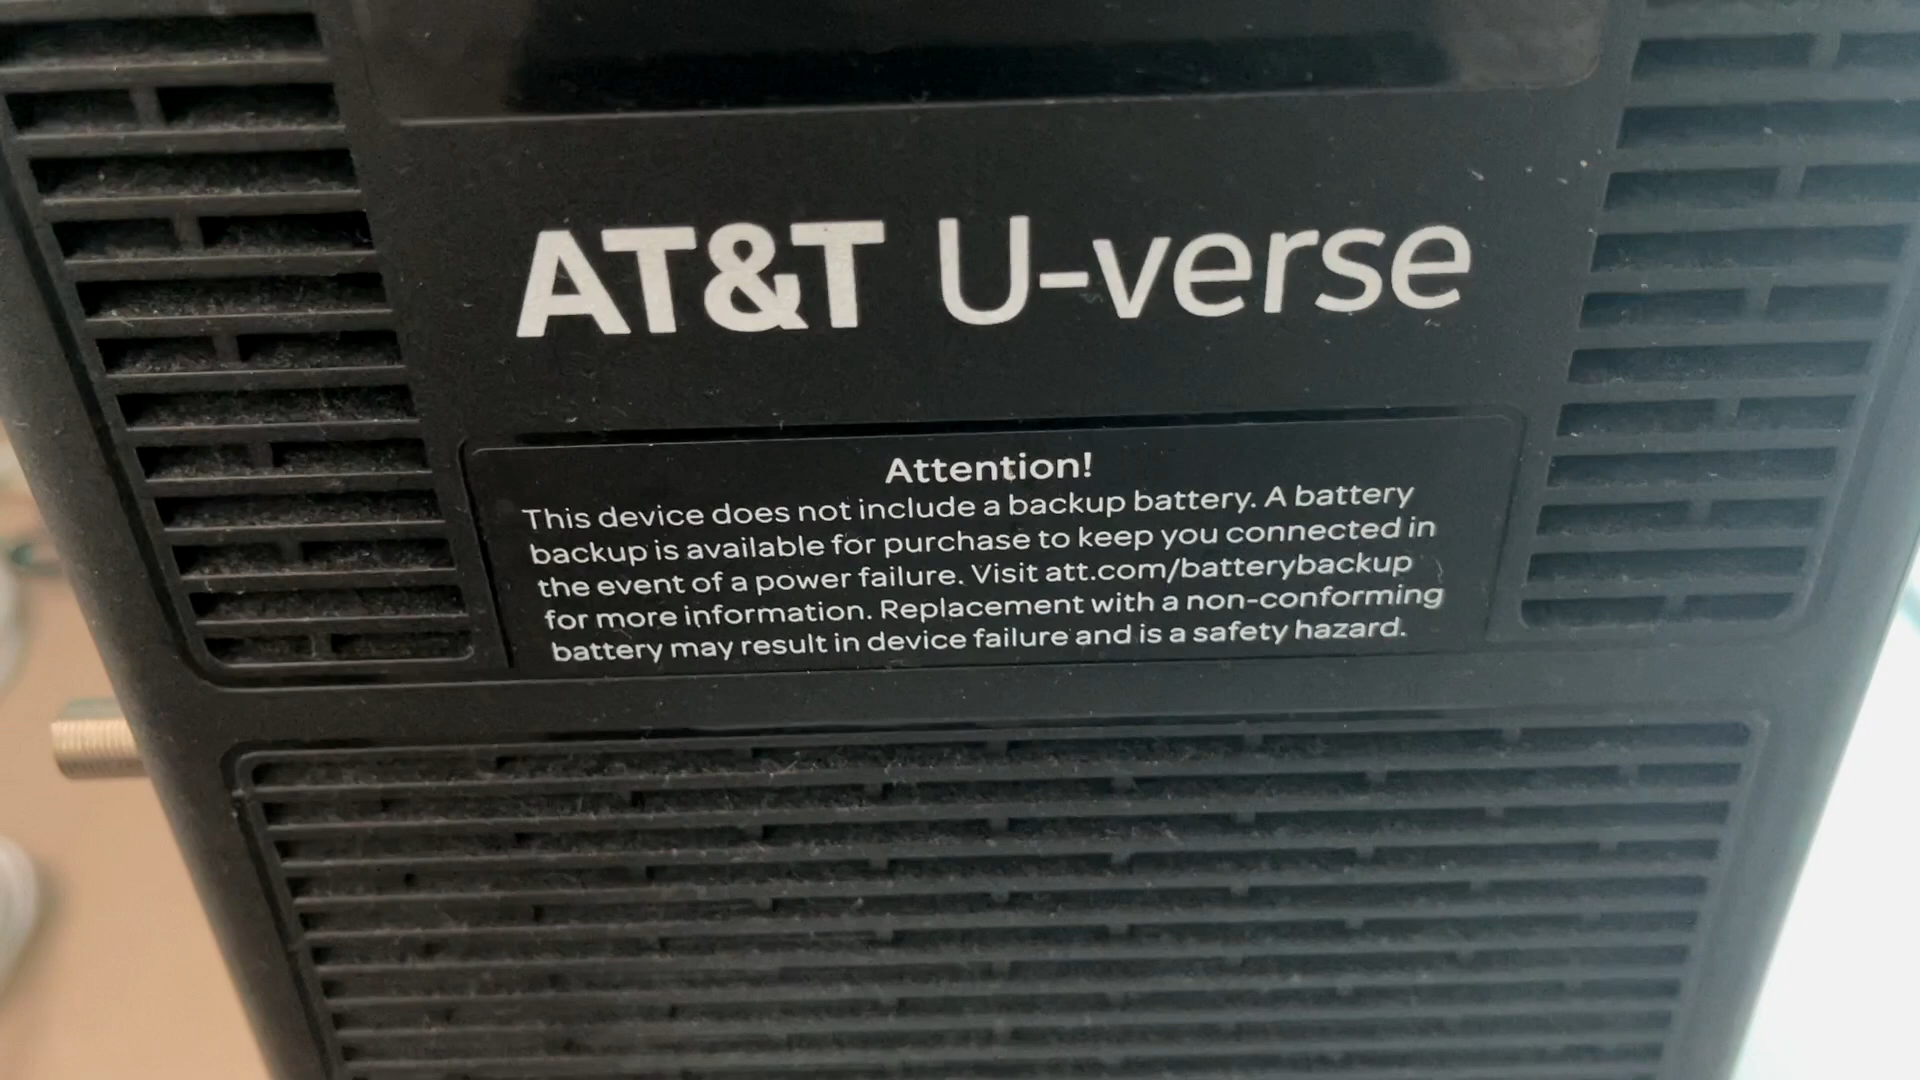 AT&T U-verse
Attention!
This device does not include a backup battery. A battery
backup is available for purchase to keep you connected in
the event of a power failure. Visit att.com/batterybackup
for more information. Replacement with a non-conforming
battery may result in device failure and is a safety hazard.